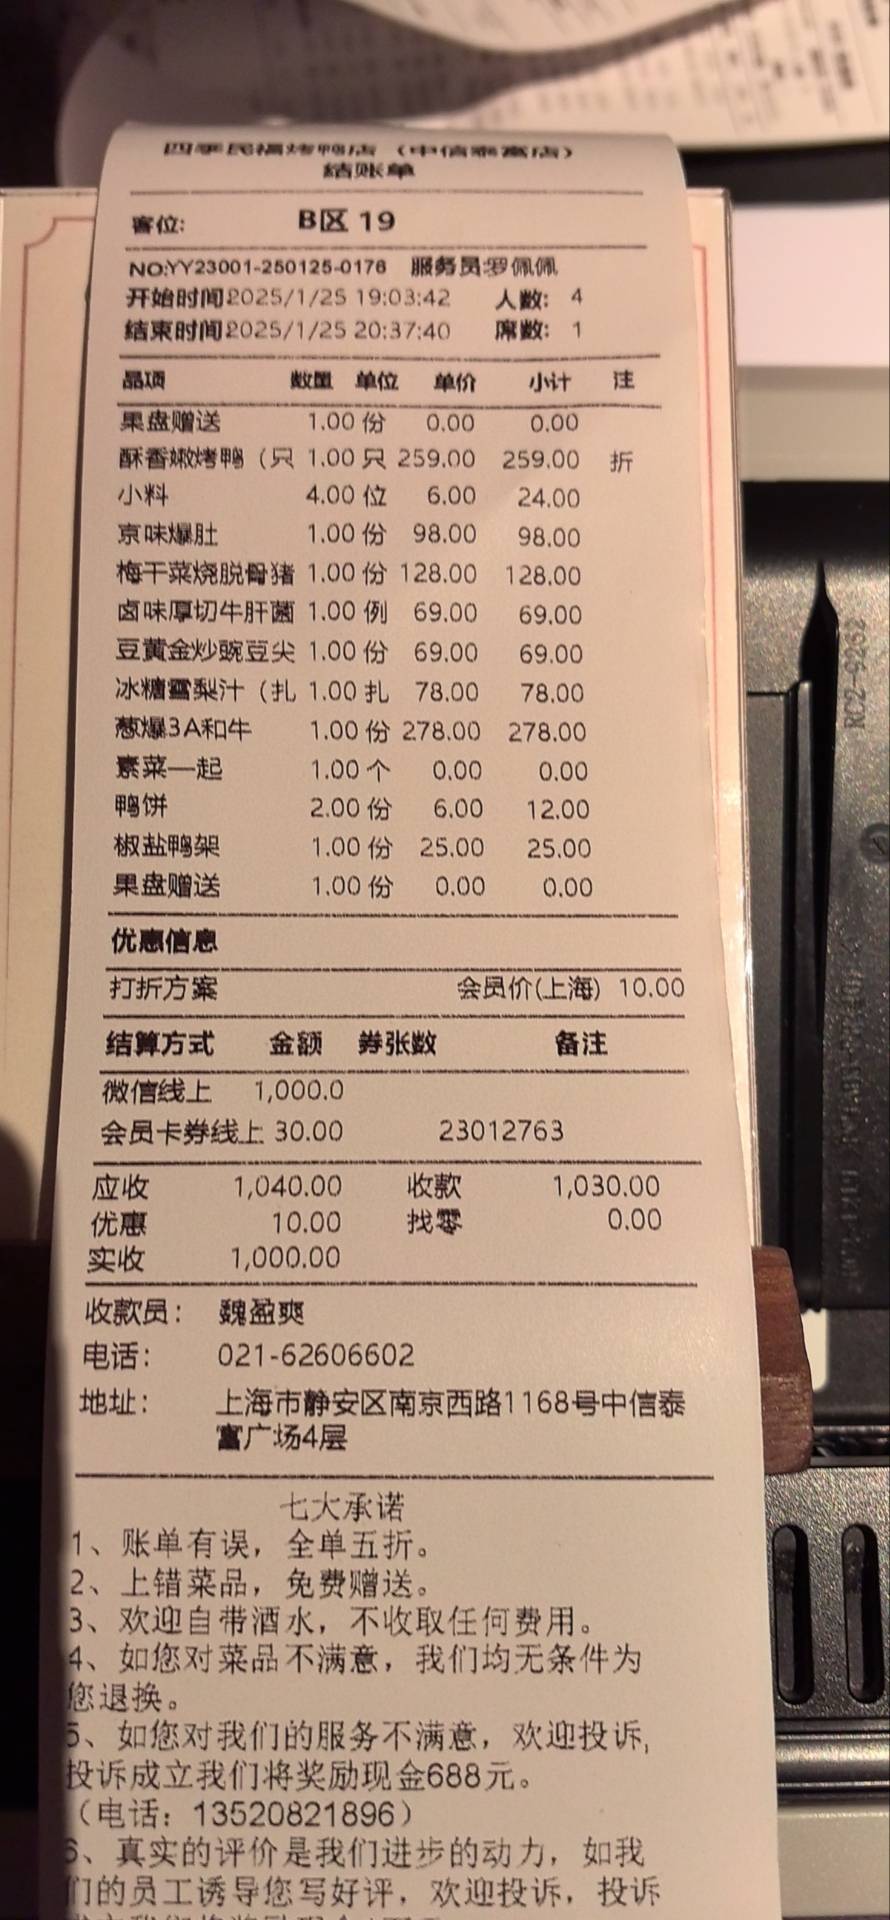 四季民福烤鸭店（中信泰富店）
结账单
客位： B区 19
NO:YY23001-250125-0176 服务员:罗佩佩
开始时间:2025/1/25 19:03:42 人数： 4
结束时间:2025/1/25 20:37:40 席数： 1
品项 数量 单位 单价 小计 注
果盘赠送 1.00 份 0.00 0.00
酥香嫩烤鸭（只 1.00 只 259.00 259.00 折
小料 4.00 位 6.00 24.00
京味爆肚 1.00 份 98.00 98.00
梅干菜烧脱骨猪 1.00 份 128.00 128.00
卤味厚切牛肝菌 1.00 例 69.00 69.00
豆黄金炒豌豆尖 1.00 份 69.00 69.00
冰糖雪梨汁（扎 1.00 扎 78.00 78.00
葱爆3A和牛 1.00 份 278.00 278.00
素菜一起 1.00 个 0.00 0.00
鸭饼 2.00 份 6.00 12.00
椒盐鸭架 1.00 份 25.00 25.00
果盘赠送 1.00 份 0.00 0.00
优惠信息
打折方案 会员价(上海) 10.00
结算方式 金额 券张数 备注
微信线上 1,000.0
会员卡券线上 30.00 23012763
应收 1,040.00 收款 1,030.00
优惠 10.00 找零 0.00
实收 1,000.00
收款员： 魏盈爽
电话： 021-62606602
地址： 上海市静安区南京西路1168号中信泰
富广场4层
七大承诺
1、账单有误，全单五折。
2、上错菜品，免费赠送。
3、欢迎自带酒水，不收取任何费用。
4、如您对菜品不满意，我们均无条件为
您退换。
5、如您对我们的服务不满意，欢迎投诉，
投诉成立我们将奖励现金688元。
（电话：13520821896）
6、真实的评价是我们进步的动力，如我
们的员工诱导您写好评，欢迎投诉，投诉
RC2-9262